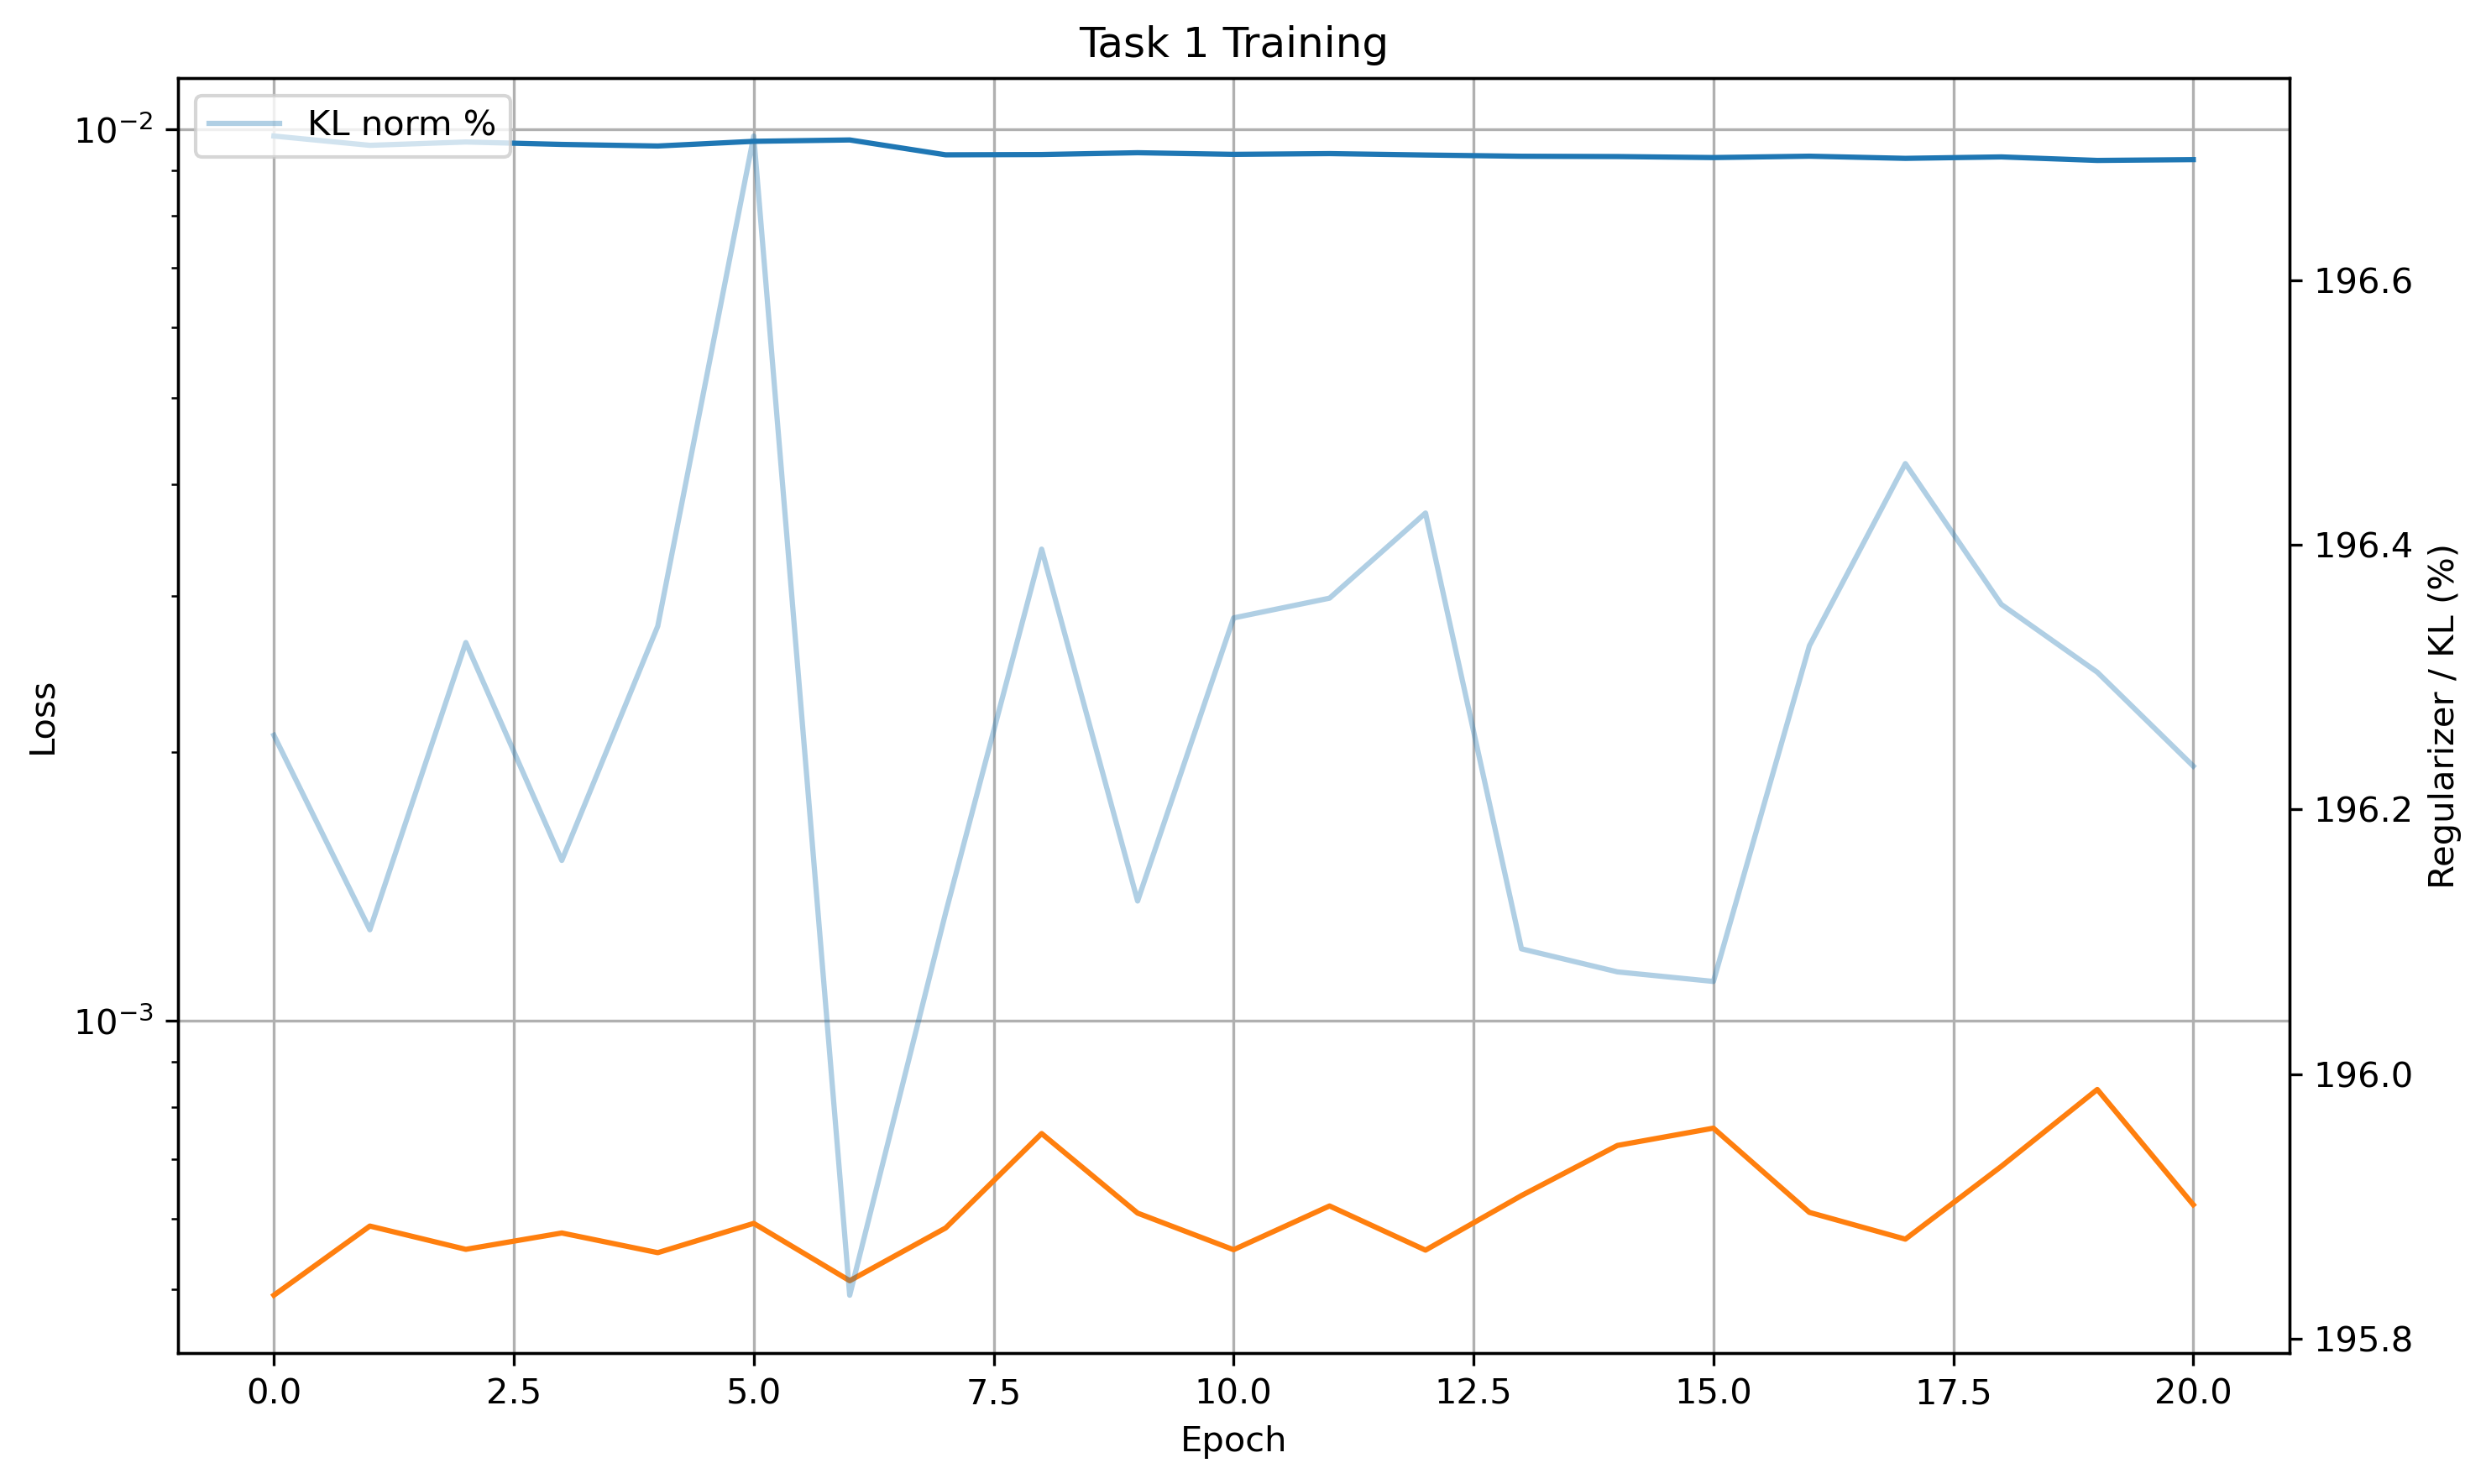 Task 1 Training
KL norm %
10⁻²
10⁻³
Loss
196.6
196.4
196.2
196.0
195.8
Regularizer / KL (%)
0.0 2.5 5.0 7.5 10.0 12.5 15.0 17.5 20.0
Epoch